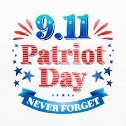 9.11
Patriot
Day
NEVER FORGET